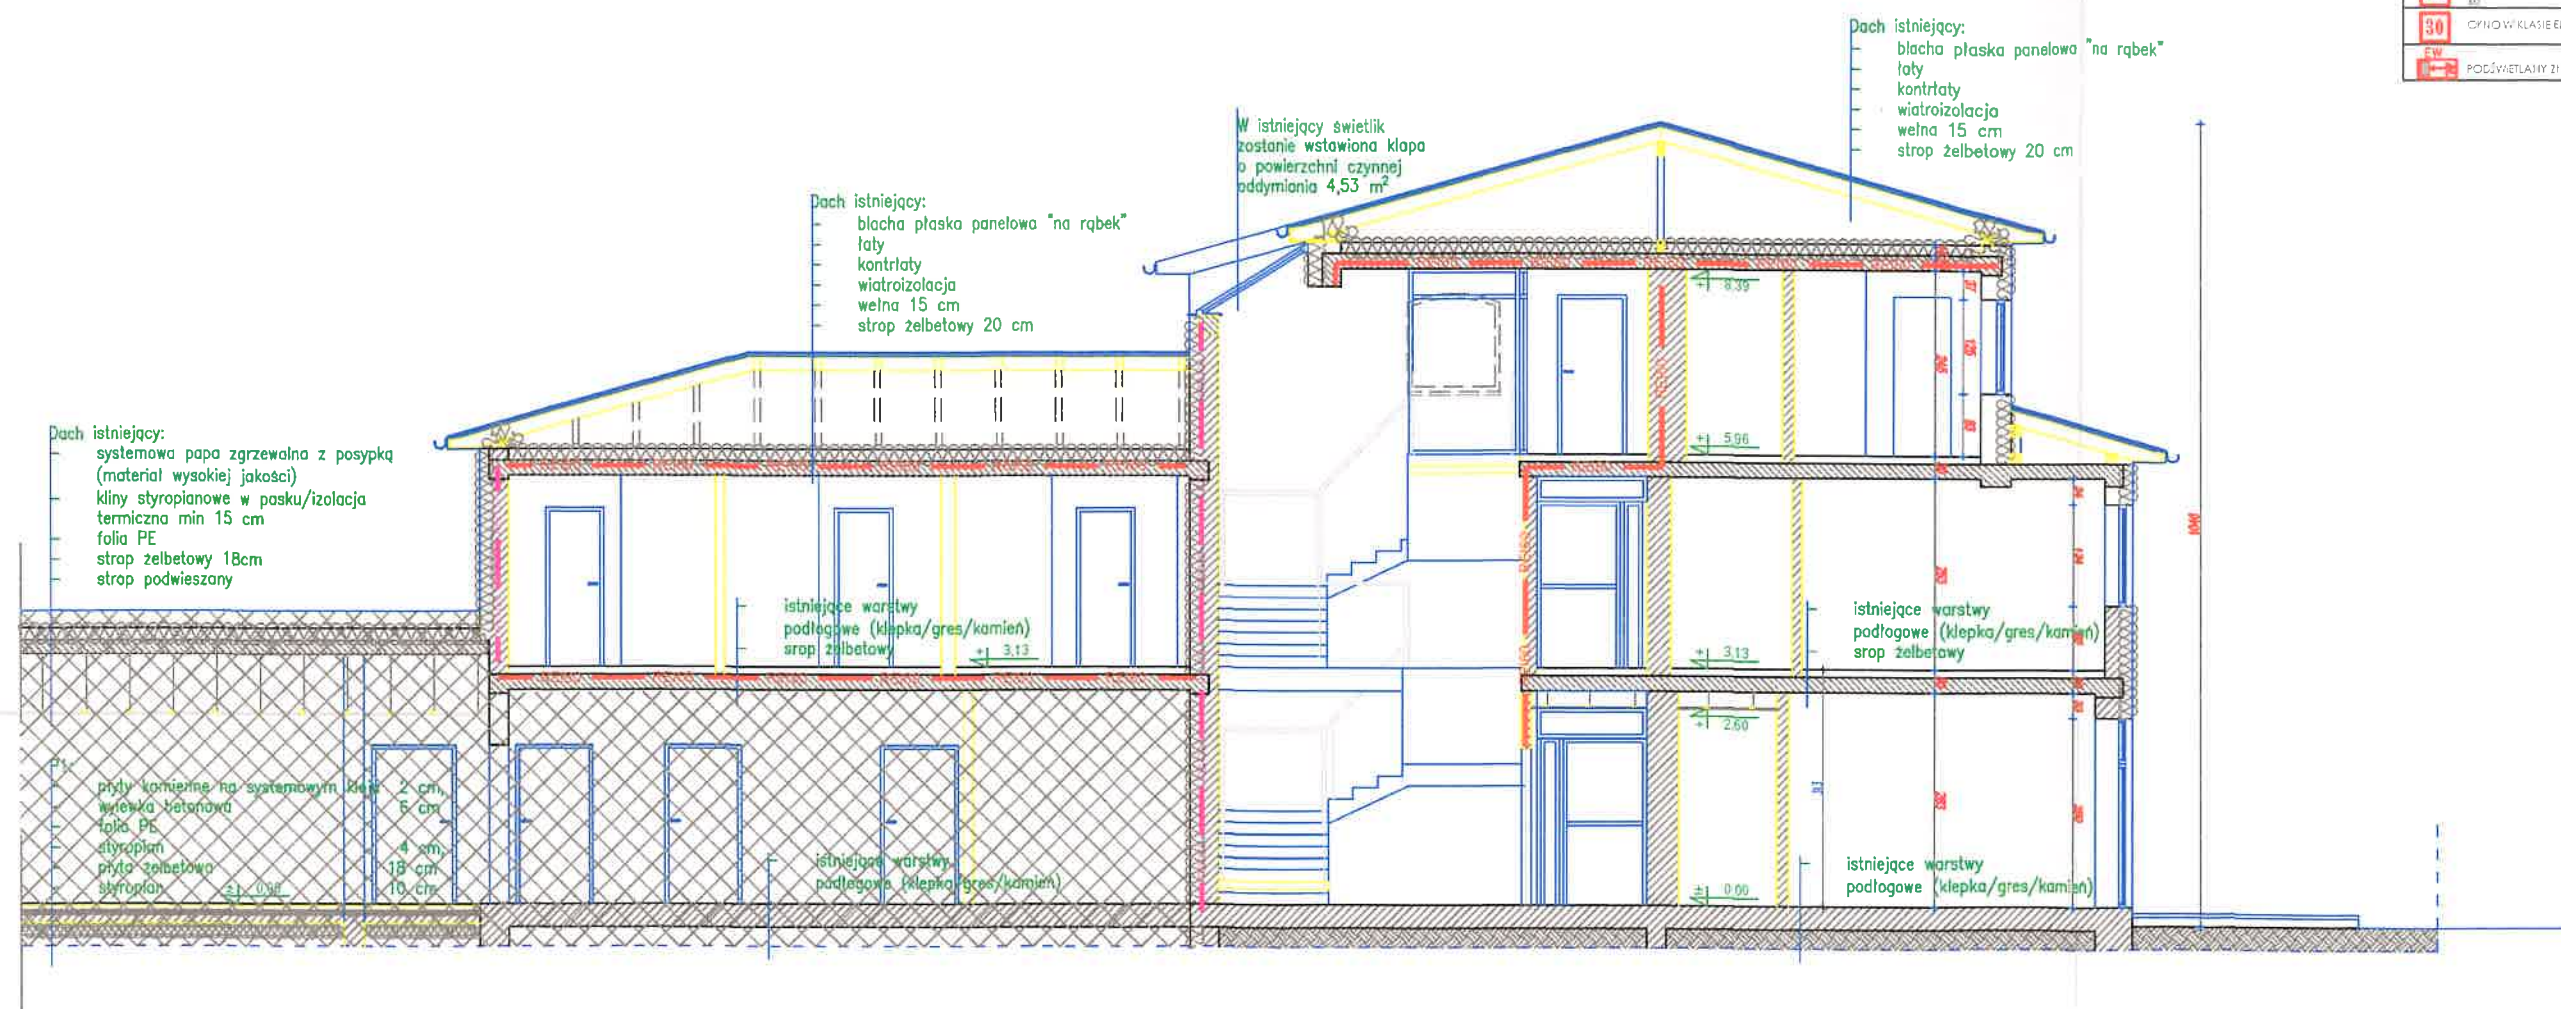 Dach istniejący:
systemowa papa zgrzewalna z posypką
(materiał wysokiej jakości)
kliny styropianowe w pasku/izolacja
termiczna min 15 cm
folia PE
strop żelbetowy 18cm
strop podwieszany
Dach istniejący:
blacha płaska panelowa "na rąbek"
łaty
kontrłaty
wiatroizolacja
wełna 15 cm
strop żelbetowy 20 cm
W istniejący świetlik
zostanie wstawiona klapa
o powierzchni czynnej
oddymiania 4,53 m²
Dach istniejący:
blacha płaska panelowa "na rąbek"
łaty
kontrłaty
wiatroizolacja
wełna 15 cm
strop żelbetowy 20 cm
30
EW
8,39
5,96
istniejące warstwy
podłogowe (klepka/gres/kamień)
srop żelbetowy
3,13
3,13
2,60
istniejące warstwy
podłogowe (klepka/gres/kamień)
srop żelbetowy
płyty kamienne na systemowym kleju 2 cm,
wylewka betonowa 6 cm
folia PE
styropian 4 cm,
płyta żelbetowa 18 cm
styropian 10 cm
istniejące warstwy
podłogowe (klepka/gres/kamień)
0,00
istniejące warstwy
podłogowe (klepka/gres/kamień)